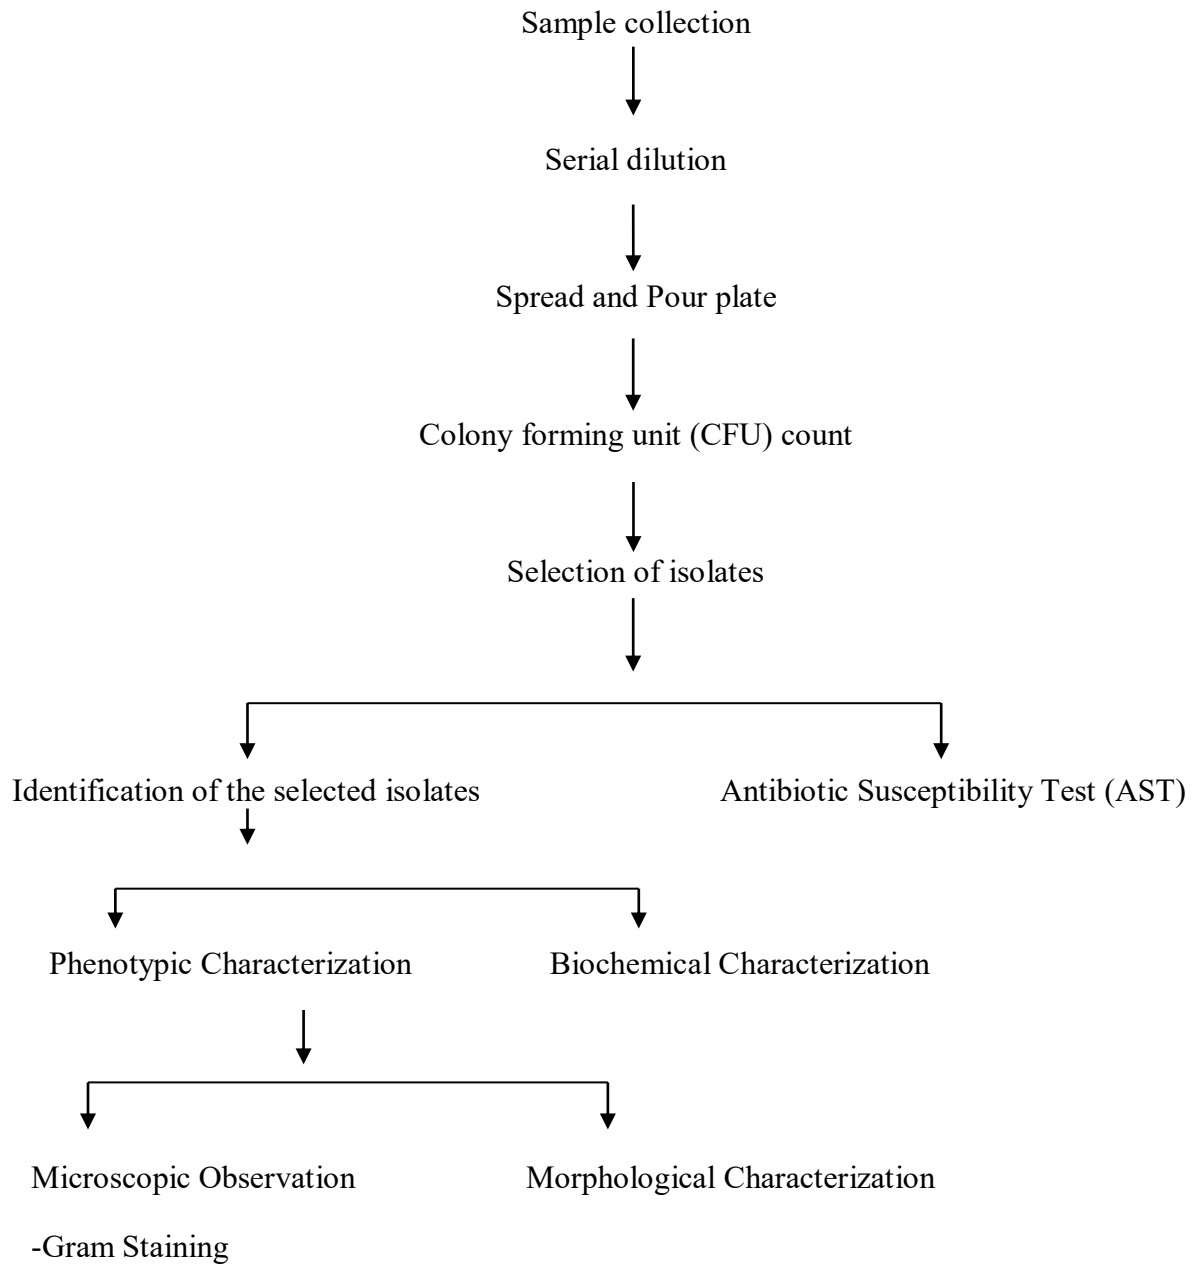 Sample collection
Serial dilution
Spread and Pour plate
Colony forming unit (CFU) count
Selection of isolates
Identification of the selected isolates
Antibiotic Susceptibility Test (AST)
Phenotypic Characterization
Biochemical Characterization
Microscopic Observation
Morphological Characterization
-Gram Staining